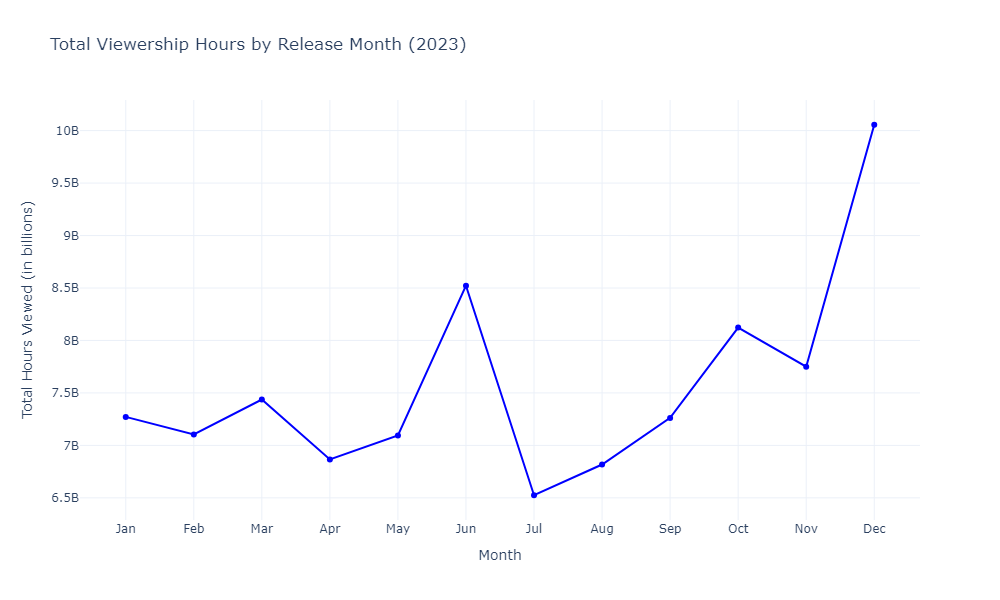 Total Viewership Hours by Release Month (2023)
Total Hours Viewed (in billions)
10B
9.5B
9B
8.5B
8B
7.5B
7B
6.5B
Jan Feb Mar Apr May Jun Jul Aug Sep Oct Nov Dec
Month